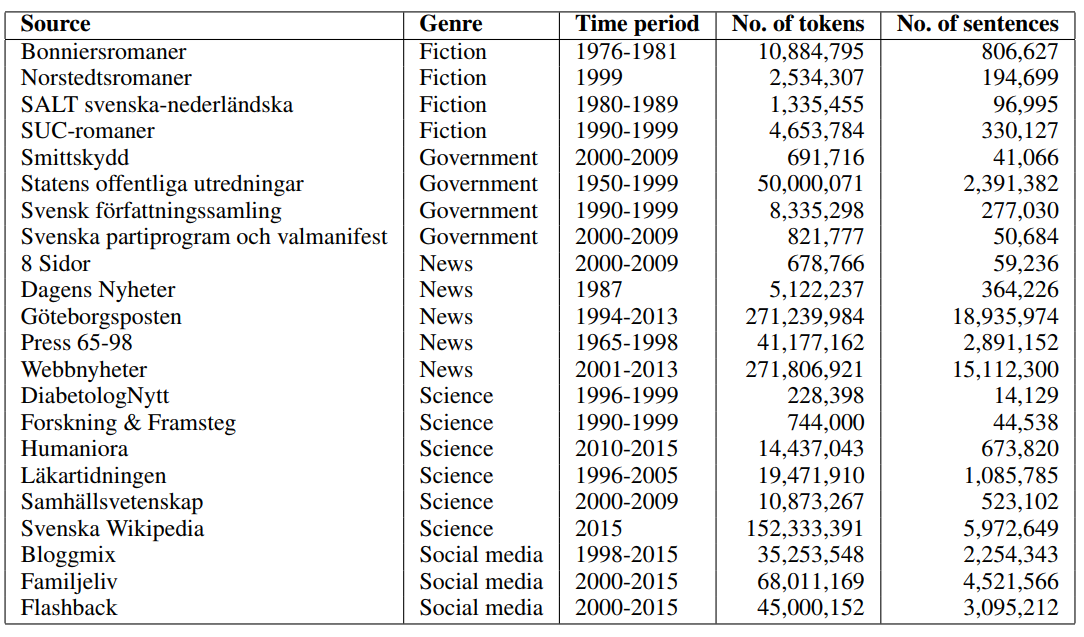 Source Genre Time period No. of tokens No. of sentences
Bonniersromaner Fiction 1976-1981 10,884,795 806,627
Norstedtsromaner Fiction 1999 2,534,307 194,699
SALT svenska-nederländska Fiction 1980-1989 1,335,455 96,995
SUC-romaner Fiction 1990-1999 4,653,784 330,127
Smittskydd Government 2000-2009 691,716 41,066
Statens offentliga utredningar Government 1950-1999 50,000,071 2,391,382
Svensk författningssamling Government 1990-1999 8,335,298 277,030
Svenska partiprogram och valmanifest Government 2000-2009 821,777 50,684
8 Sidor News 2000-2009 678,766 59,236
Dagens Nyheter News 1987 5,122,237 364,226
Göteborgsposten News 1994-2013 271,239,984 18,935,974
Press 65-98 News 1965-1998 41,177,162 2,891,152
Webbnyheter News 2001-2013 271,806,921 15,112,300
DiabetologNytt Science 1996-1999 228,398 14,129
Forskning & Framsteg Science 1990-1999 744,000 44,538
Humaniora Science 2010-2015 14,437,043 673,820
Läkartidningen Science 1996-2005 19,471,910 1,085,785
Samhällsvetenskap Science 2000-2009 10,873,267 523,102
Svenska Wikipedia Science 2015 152,333,391 5,972,649
Bloggmix Social media 1998-2015 35,253,548 2,254,343
Familjeliv Social media 2000-2015 68,011,169 4,521,566
Flashback Social media 2000-2015 45,000,152 3,095,212